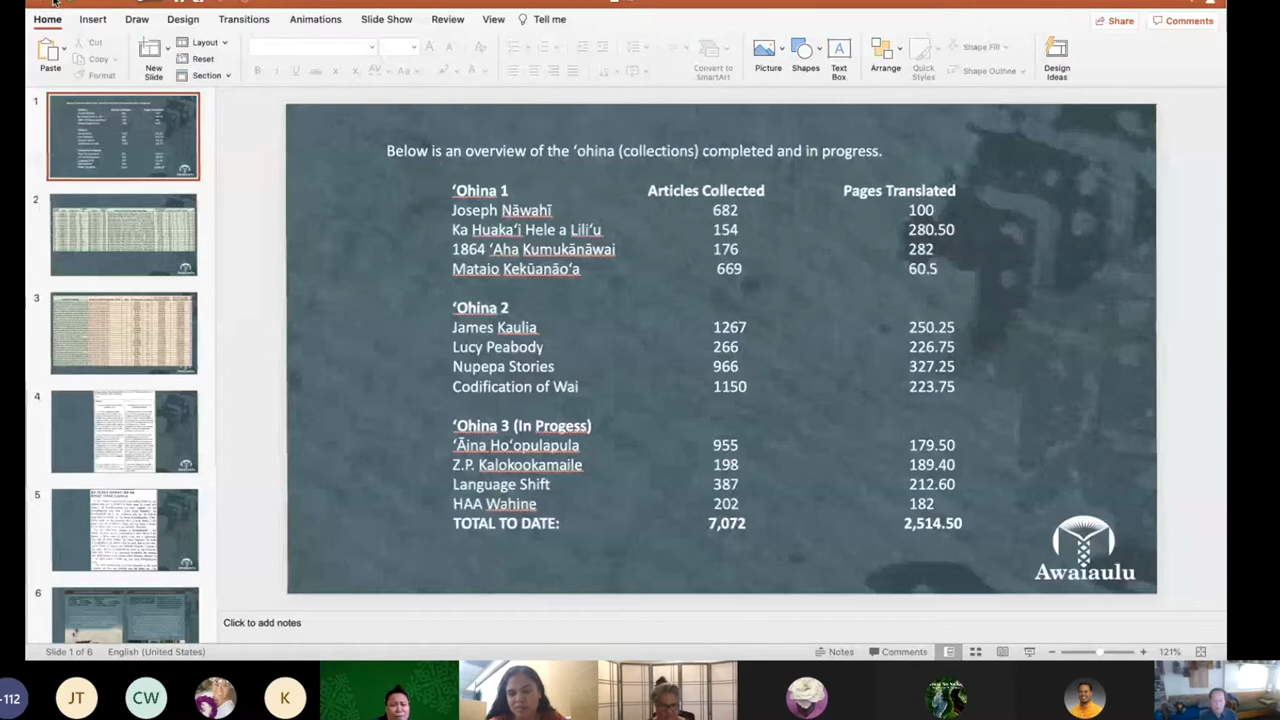 Home Insert Draw Design Transitions Animations Slide Show Review View Tell me Share Comments
Paste Cut Copy Format New Slide Layout Reset Section Convert to SmartArt Picture Shapes Text Box Arrange Quick Styles Shape Fill Shape Outline Design Ideas
1
2
3
4
5
6
Below is an overview of the ʻohina (collections) completed and in progress.
ʻOhina 1 Articles Collected Pages Translated
Joseph Nāwahī 682 100
Ka Huakaʻi Hele a Liliʻu 154 280.50
1864 ʻAha Kumukānāwai 176 282
Mataio Kekūanāoʻa 669 60.5
ʻOhina 2
James Kaulia 1267 250.25
Lucy Peabody 266 226.75
Nupepa Stories 966 327.25
Codification of Wai 1150 223.75
ʻOhina 3 (In Progess)
ʻĀina Hoʻopulapula 955 179.50
Z.P. Kalokookamaile 198 189.40
Language Shift 387 212.60
HAA Wahine 202 182
TOTAL TO DATE: 7,072 2,514.50
Awaiaulu
Click to add notes
Slide 1 of 6 English (United States) Notes Comments 121%
-112 JT CW K